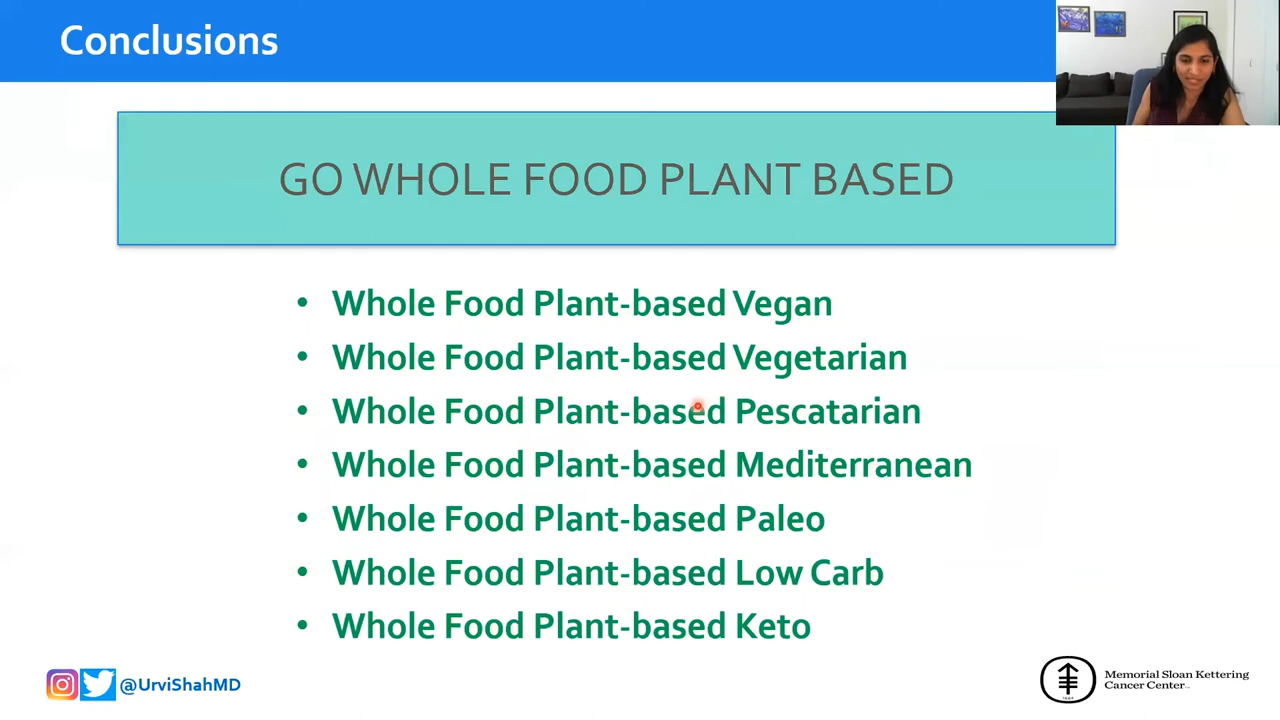 Conclusions
GO WHOLE FOOD PLANT BASED
• Whole Food Plant-based Vegan
• Whole Food Plant-based Vegetarian
• Whole Food Plant-based Pescatarian
• Whole Food Plant-based Mediterranean
• Whole Food Plant-based Paleo
• Whole Food Plant-based Low Carb
• Whole Food Plant-based Keto
@UrviShahMD
Memorial Sloan Kettering
Cancer Center